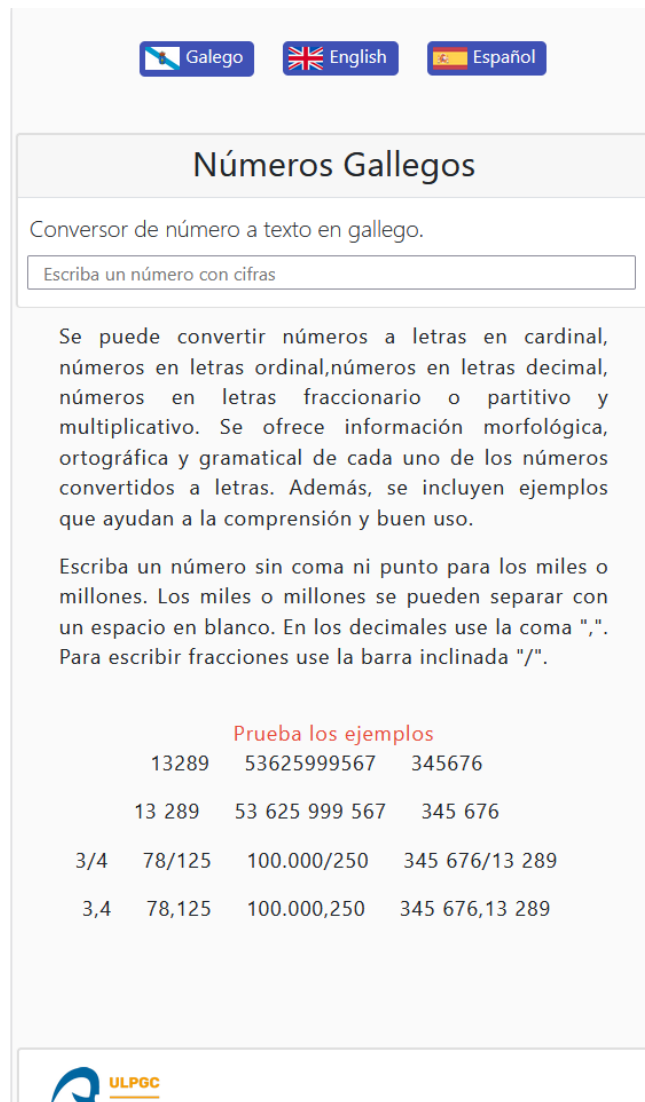 Galego English Español
Números Gallegos
Conversor de número a texto en gallego.
Escriba un número con cifras
Se puede convertir números a letras en cardinal,
números en letras ordinal,números en letras decimal,
números en letras fraccionario o partitivo y
multiplicativo. Se ofrece información morfológica,
ortográfica y gramatical de cada uno de los números
convertidos a letras. Además, se incluyen ejemplos
que ayudan a la comprensión y buen uso.
Escriba un número sin coma ni punto para los miles o
millones. Los miles o millones se pueden separar con
un espacio en blanco. En los decimales use la coma ",".
Para escribir fracciones use la barra inclinada "/".
Prueba los ejemplos
13289 53625999567 345676
13 289 53 625 999 567 345 676
3/4 78/125 100.000/250 345 676/13 289
3,4 78,125 100.000,250 345 676,13 289
ULPGC